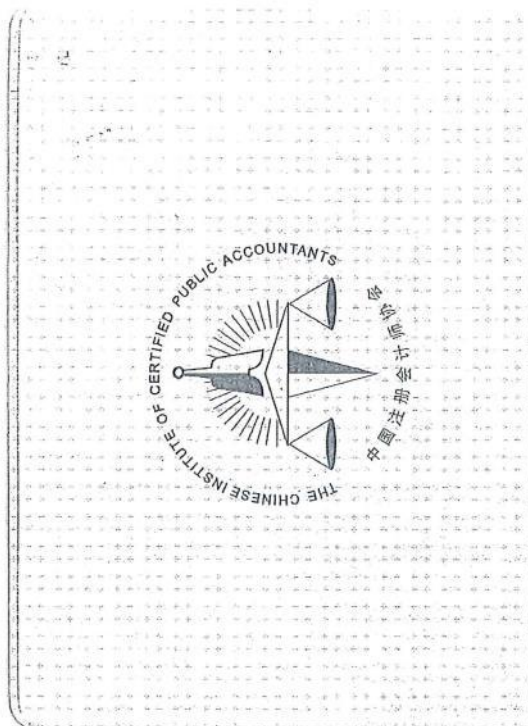 THE CHINESE INSTITUTE OF CERTIFIED PUBLIC ACCOUNTANTS
中国注册会计师协会